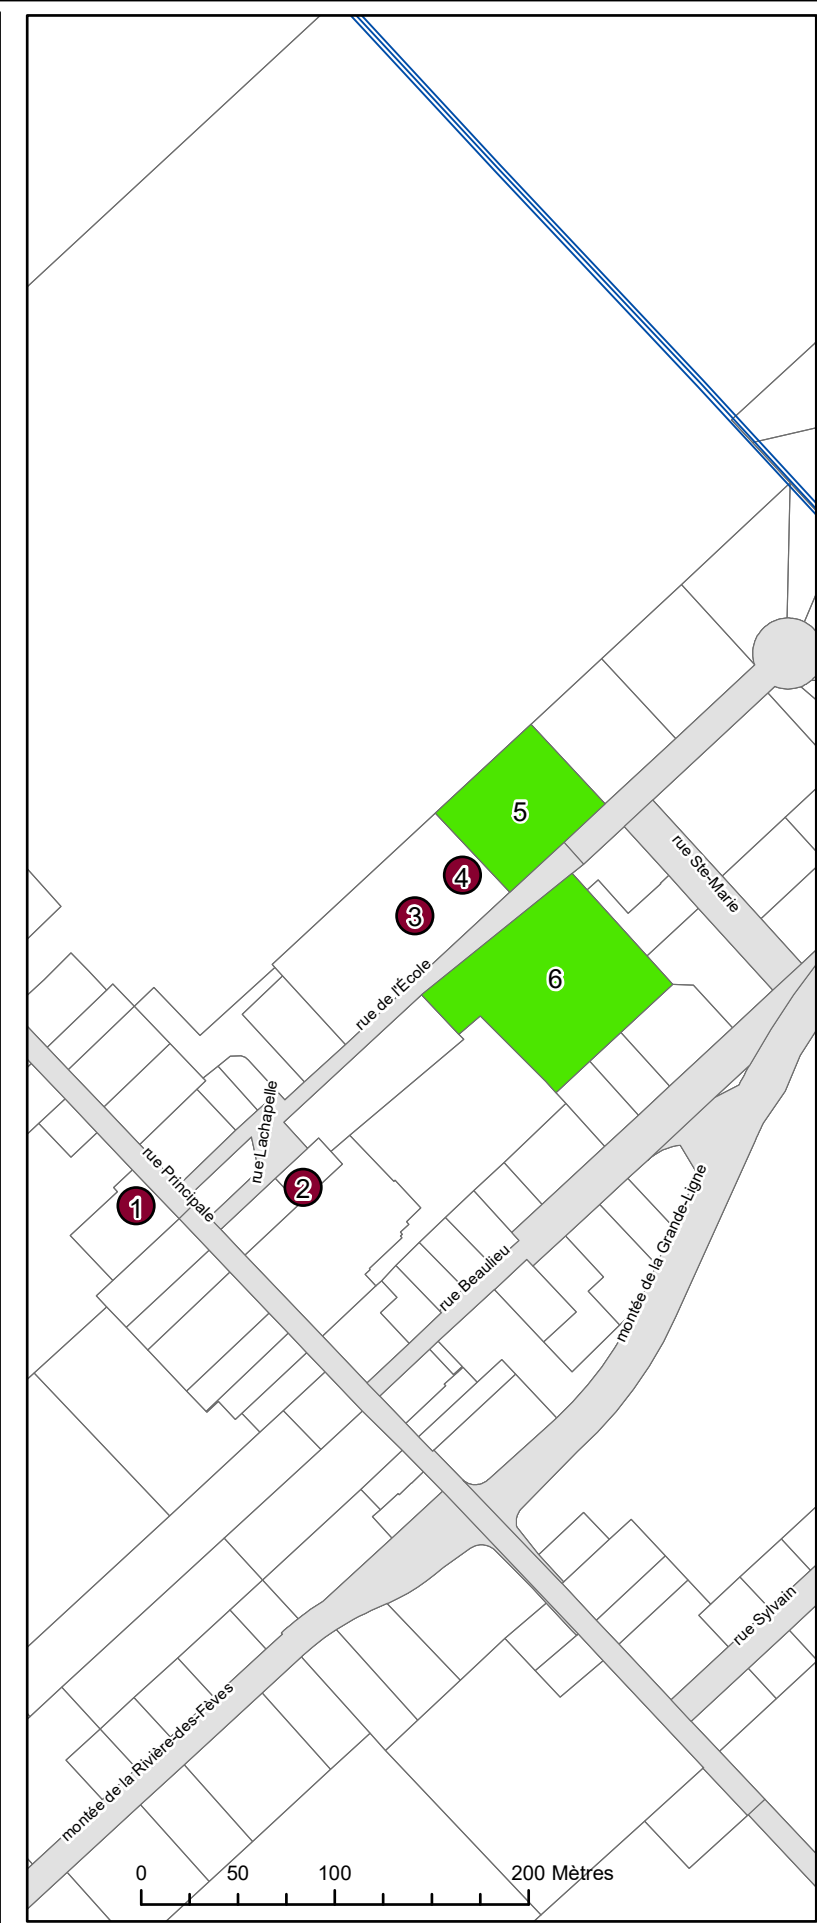 5
rue Ste-Marie
4
3
6
rue de l'École
rue Lachapelle
rue Principale
2
1
montée de la Grande-Ligne
rue Beaulieu
rue Sylvain
montée de la Rivière-des-Fèves
0 50 100 200 Mètres